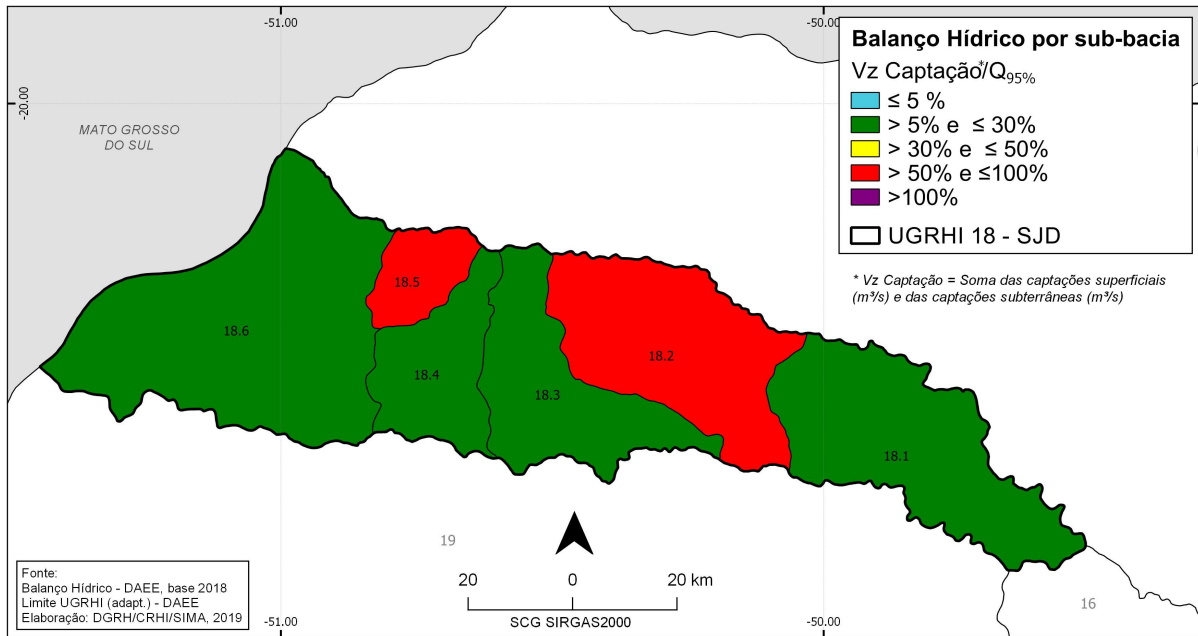 -51.00
-50.00
-20.00
MATO GROSSO
DO SUL
Balanço Hídrico por sub-bacia
Vz Captação*/Q95%
≤ 5 %
> 5% e ≤ 30%
> 30% e ≤ 50%
> 50% e ≤100%
>100%
UGRHI 18 - SJD
* Vz Captação = Soma das captações superficiais
(m³/s) e das captações subterrâneas (m³/s)
18.5
18.6
18.2
18.4
18.3
18.1
19
16
20 0 20 km
SCG SIRGAS2000
Fonte:
Balanço Hídrico - DAEE, base 2018
Limite UGRHI (adapt.) - DAEE
Elaboração: DGRH/CRHI/SIMA, 2019
-51.00
-50.00